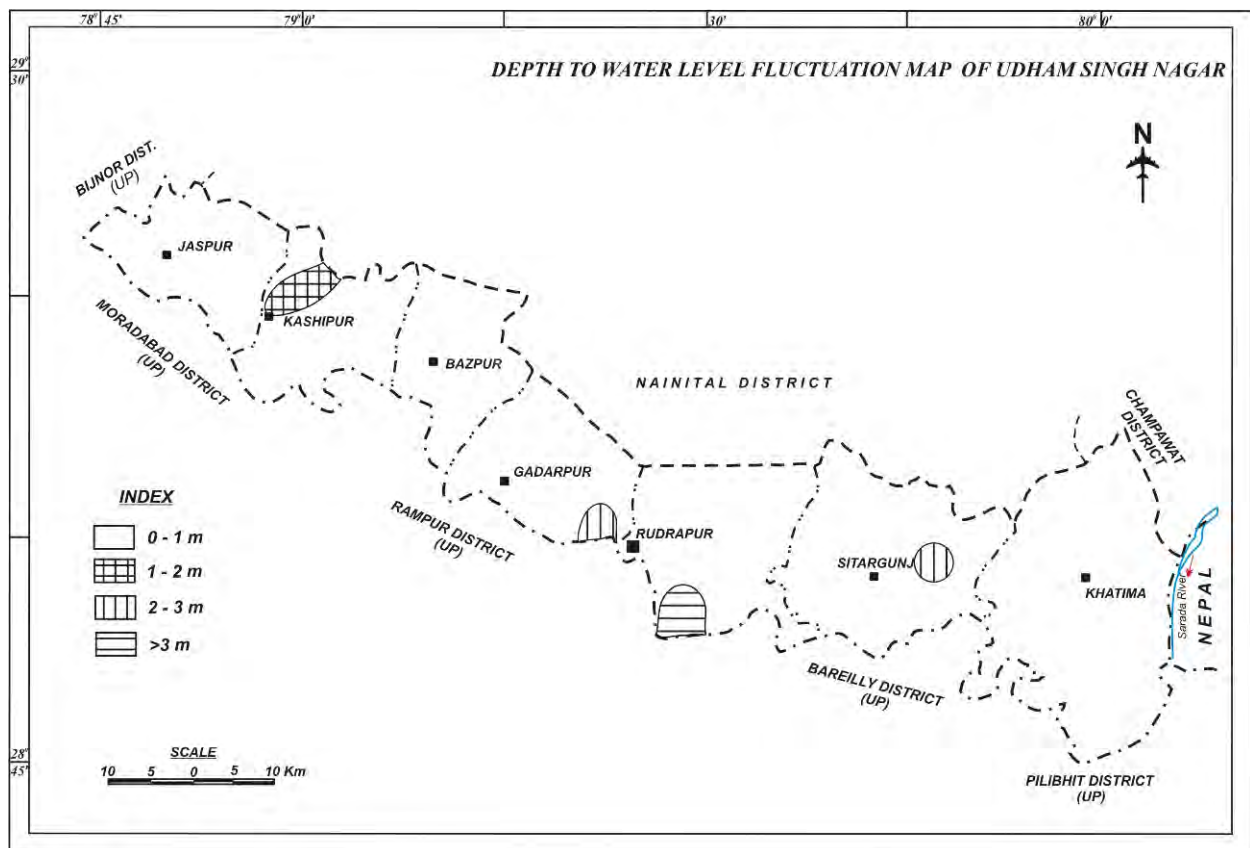 78° 45'
79° 0'
30'
80° 0'
29°
30'
DEPTH TO WATER LEVEL FLUCTUATION MAP OF UDHAM SINGH NAGAR
N
BIJNOR DIST.
(UP)
JASPUR
MORADABAD DISTRICT
(UP)
KASHIPUR
BAZPUR
NAINITAL DISTRICT
CHAMPAWAT
DISTRICT
GADARPUR
RAMPUR DISTRICT
(UP)
RUDRAPUR
SITARGUNJ
KHATIMA
Sarada River
NEPAL
BAREILLY DISTRICT
(UP)
PILIBHIT DISTRICT
(UP)
INDEX
0 - 1 m
1 - 2 m
2 - 3 m
>3 m
28°
45'
SCALE
10 5 0 5 10 Km